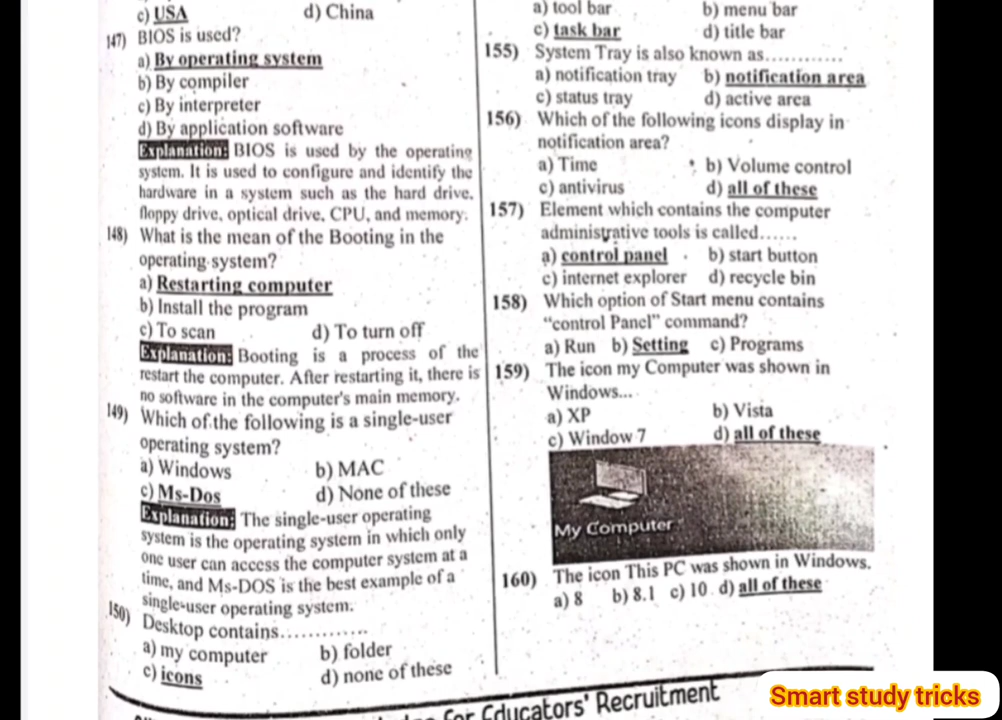 c) USA d) China
147) BIOS is used?
a) By operating system
b) By compiler
c) By interpreter
d) By application software
Explanation: BIOS is used by the operating
system. It is used to configure and identify the
hardware in a system such as the hard drive,
floppy drive, optical drive, CPU, and memory.
148) What is the mean of the Booting in the
operating system?
a) Restarting computer
b) Install the program
c) To scan d) To turn off
Explanation: Booting is a process of the
restart the computer. After restarting it, there is
no software in the computer's main memory.
149) Which of the following is a single-user
operating system?
a) Windows b) MAC
c) Ms-Dos d) None of these
Explanation: The single-user operating
system is the operating system in which only
one user can access the computer system at a
time, and Ms-DOS is the best example of a
single-user operating system.
150) Desktop contains.............
a) my computer b) folder
c) icons d) none of these
a) tool bar b) menu bar
c) task bar d) title bar
155) System Tray is also known as............
a) notification tray b) notification area
c) status tray d) active area
156) Which of the following icons display in
notification area?
a) Time b) Volume control
c) antivirus d) all of these
157) Element which contains the computer
administrative tools is called......
a) control panel b) start button
c) internet explorer d) recycle bin
158) Which option of Start menu contains
"control Panel" command?
a) Run b) Setting c) Programs
159) The icon my Computer was shown in
Windows...
a) XP b) Vista
c) Window 7 d) all of these
My Computer
160) The icon This PC was shown in Windows.
a) 8 b) 8.1 c) 10 d) all of these
for Educators' Recruitment
Smart study tricks